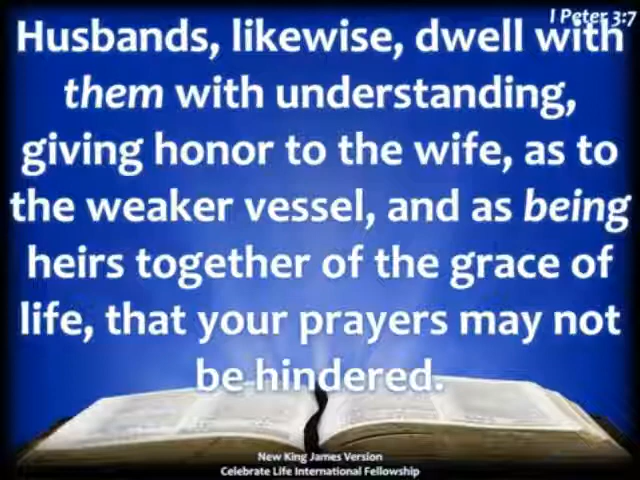 I Peter 3:7
Husbands, likewise, dwell with
them with understanding,
giving honor to the wife, as to
the weaker vessel, and as being
heirs together of the grace of
life, that your prayers may not
be hindered.
New King James Version
Celebrate Life International Fellowship